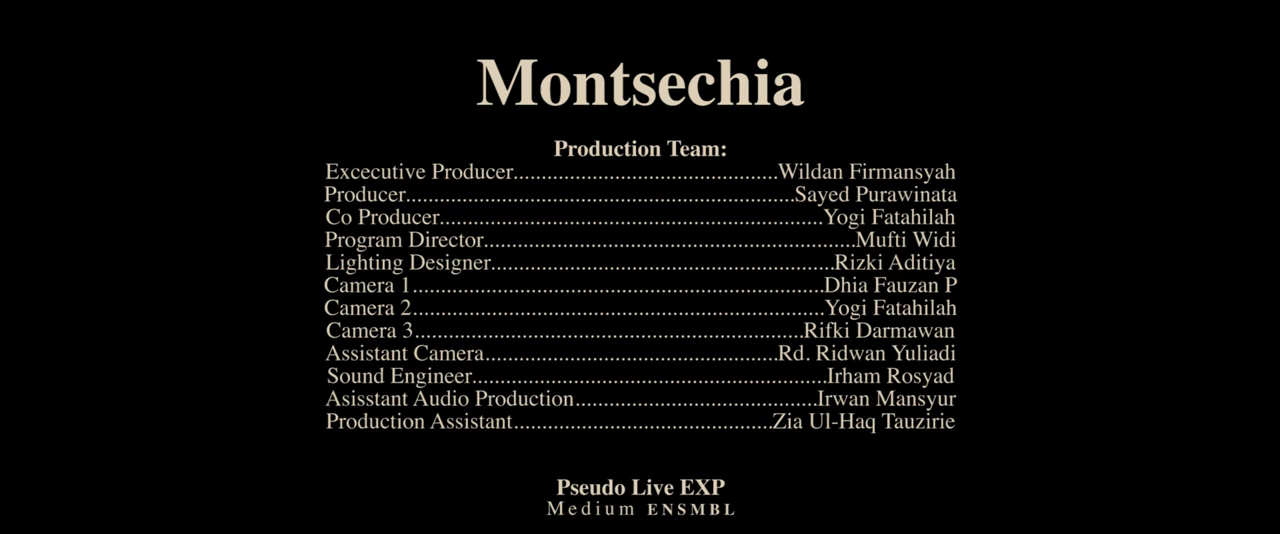 Montsechia
Production Team:
Excecutive Producer..............................................Wildan Firmansyah
Producer....................................................................Sayed Purawinata
Co Producer...................................................................Yogi Fatahilah
Program Director.................................................................Mufti Widi
Lighting Designer............................................................Rizki Aditiya
Camera 1........................................................................Dhia Fauzan P
Camera 2........................................................................Yogi Fatahilah
Camera 3....................................................................Rifki Darmawan
Assistant Camera...................................................Rd. Ridwan Yuliadi
Sound Engineer..............................................................Irham Rosyad
Asisstant Audio Production..........................................Irwan Mansyur
Production Assistant.............................................Zia Ul-Haq Tauzirie
Pseudo Live EXP
Medium ENSMBL